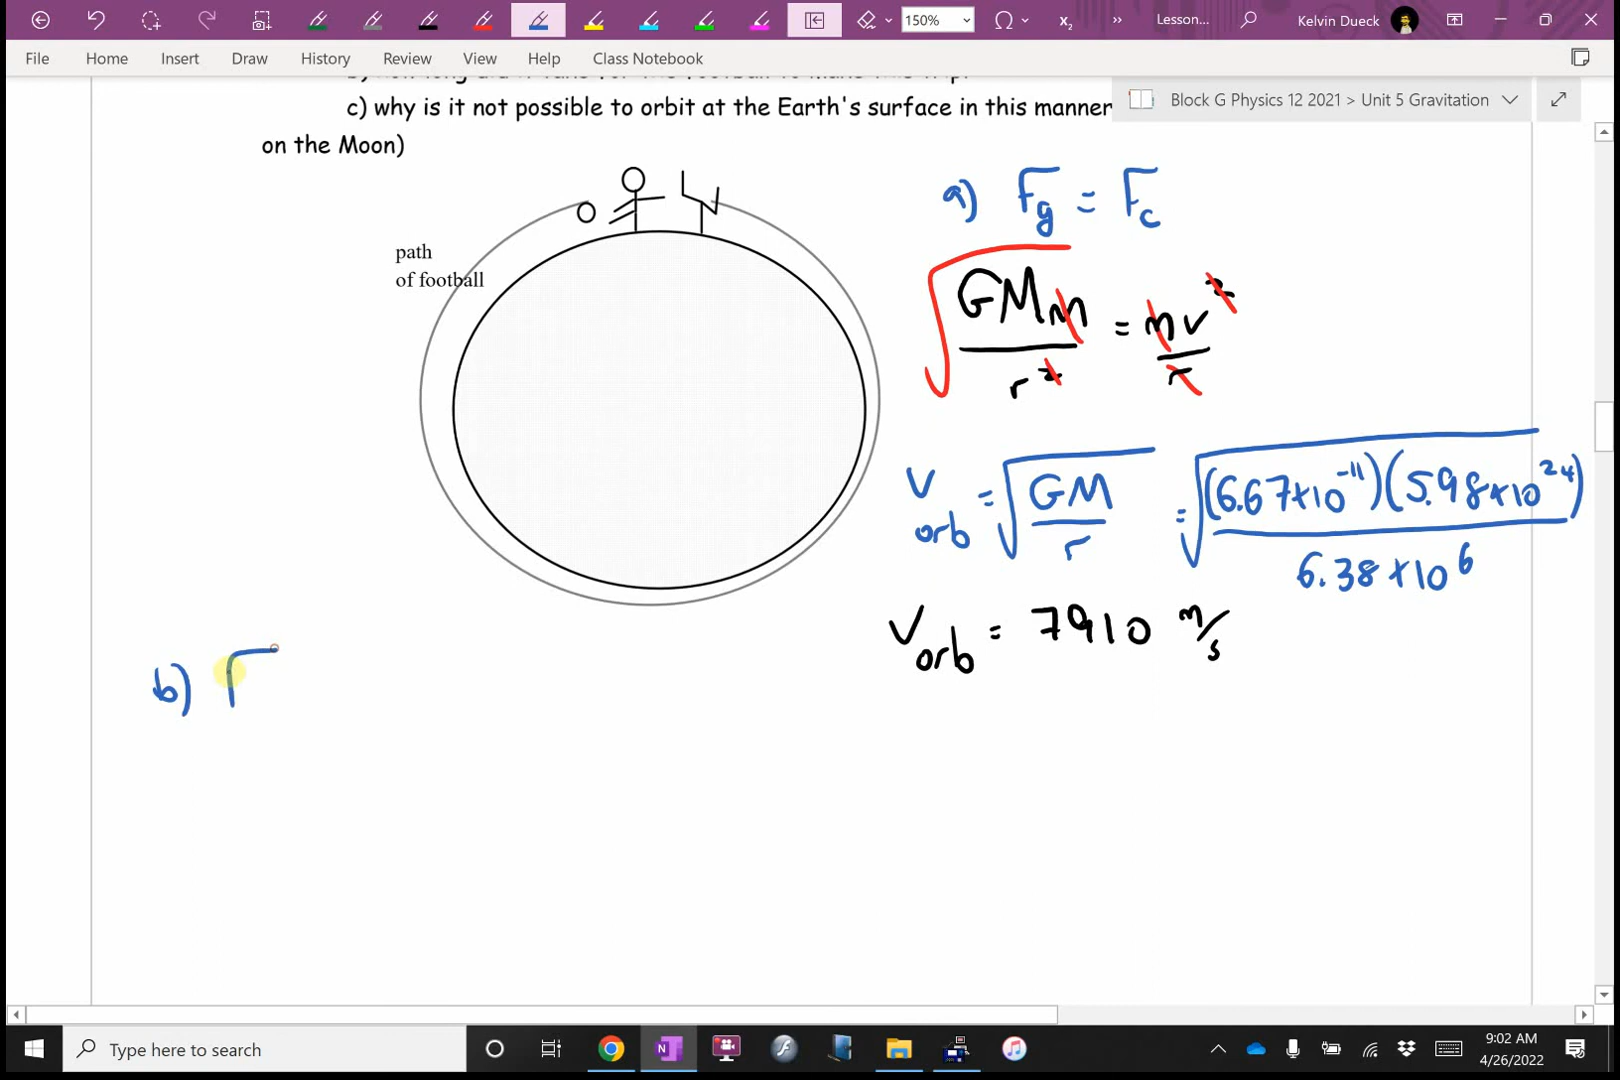 150%
Ω
x₂
»
Lesson...
Kelvin Dueck
File
Home
Insert
Draw
History
Review
View
Help
Class Notebook
Block G Physics 12 2021 > Unit 5 Gravitation
c) why is it not possible to orbit at the Earth's surface in this manner
on the Moon)
path
of football
a) Fg = Fc
√GMm/r² = mv²/r
Vorb = √GM/r = √(6.67×10⁻¹¹)(5.98×10²⁴)/6.38×10⁶
Vorb = 7910 m/s
b)
Type here to search
9:02 AM
4/26/2022